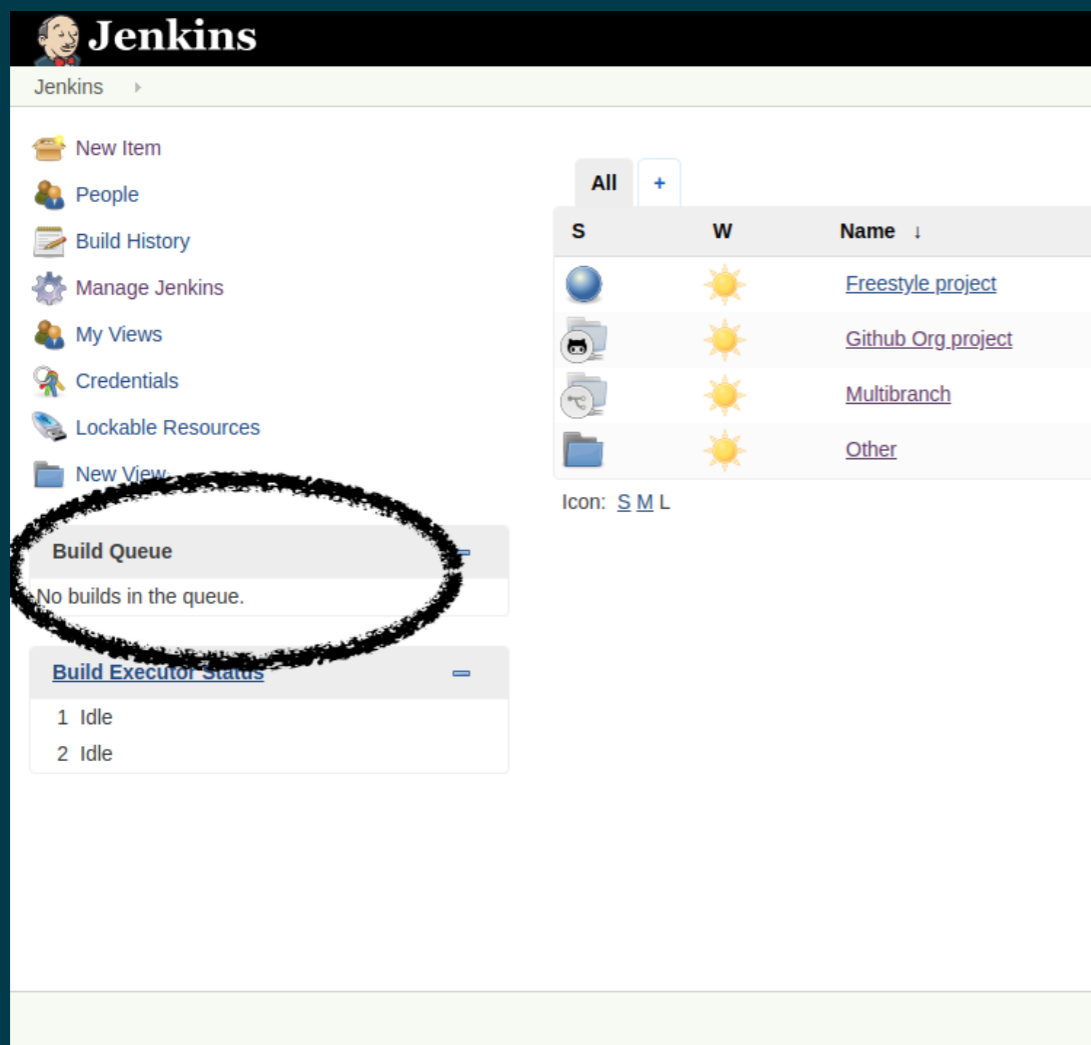 Jenkins
Jenkins
New Item
People
Build History
Manage Jenkins
My Views
Credentials
Lockable Resources
New View
Build Queue
No builds in the queue.
Build Executor Status
1 Idle
2 Idle
All +
S W Name ↓
Freestyle project
Github Org project
Multibranch
Other
Icon: S M L